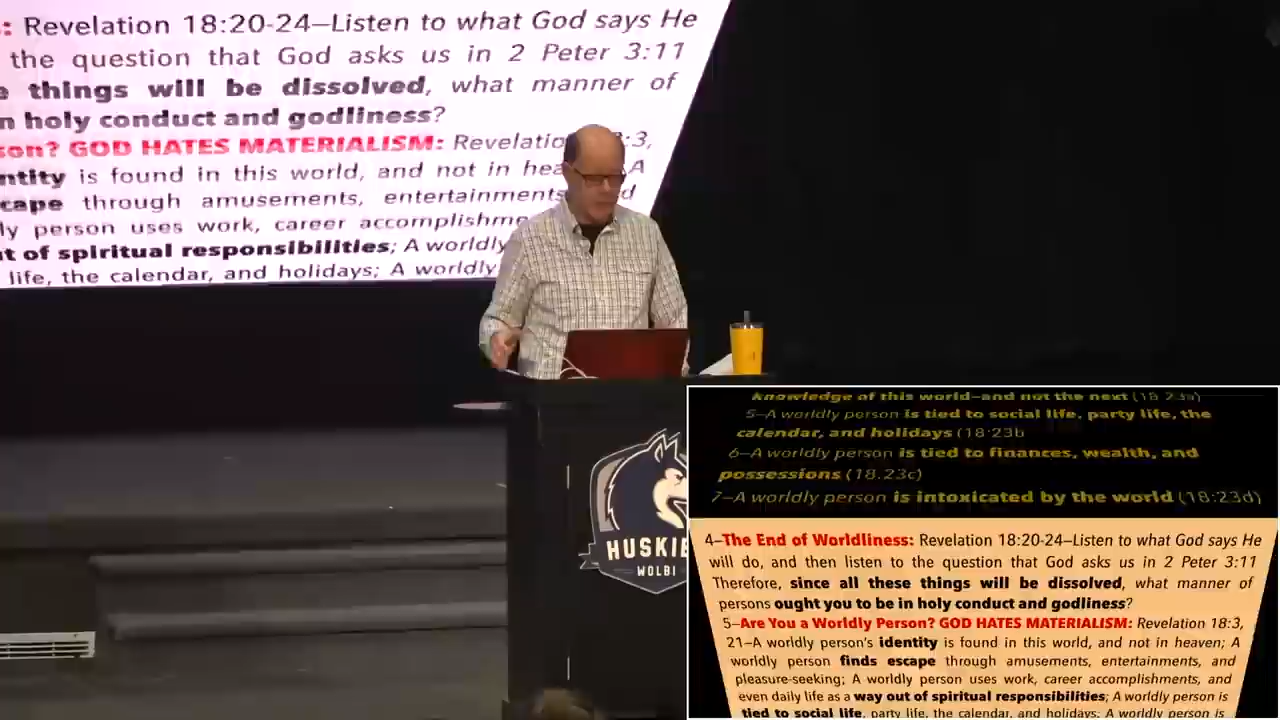 : Revelation 18:20-24—Listen to what God says He
the question that God asks us in 2 Peter 3:11
things will be dissolved, what manner of
n holy conduct and godliness?
son? GOD HATES MATERIALISM: Revelation :3,
ntity is found in this world, and not in hea A
cape through amusements, entertainments d
ly person uses work, career accomplishme
ut of spiritual responsibilities; A worldly
life, the calendar, and holidays; A worldly
HUSKIE
WOLBI
knowledge of this world—and not the next (18.23a)
5—A worldly person is tied to social life, party life, the
calendar, and holidays (18:23b
6—A worldly person is tied to finances, wealth, and
possessions (18.23c)
7—A worldly person is intoxicated by the world (18:23d)
4—The End of Worldliness: Revelation 18:20-24—Listen to what God says He
will do, and then listen to the question that God asks us in 2 Peter 3:11
Therefore, since all these things will be dissolved, what manner of
persons ought you to be in holy conduct and godliness?
5—Are You a Worldly Person? GOD HATES MATERIALISM: Revelation 18:3,
21—A worldly person's identity is found in this world, and not in heaven; A
worldly person finds escape through amusements, entertainments, and
pleasure-seeking; A worldly person uses work, career accomplishments, and
even daily life as a way out of spiritual responsibilities; A worldly person is
tied to social life, party life, the calendar, and holidays; A worldly person is